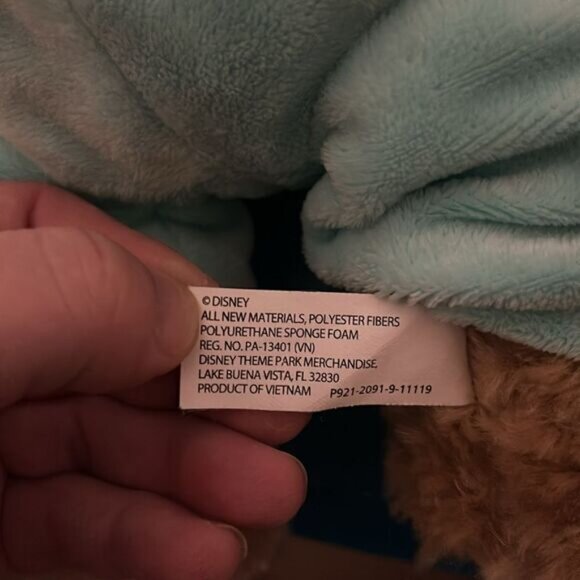 © DISNEY
ALL NEW MATERIALS, POLYESTER FIBERS
POLYURETHANE SPONGE FOAM
REG. NO. PA-13401 (VN)
DISNEY THEME PARK MERCHANDISE,
LAKE BUENA VISTA, FL 32830
PRODUCT OF VIETNAM P921-2091-9-11119